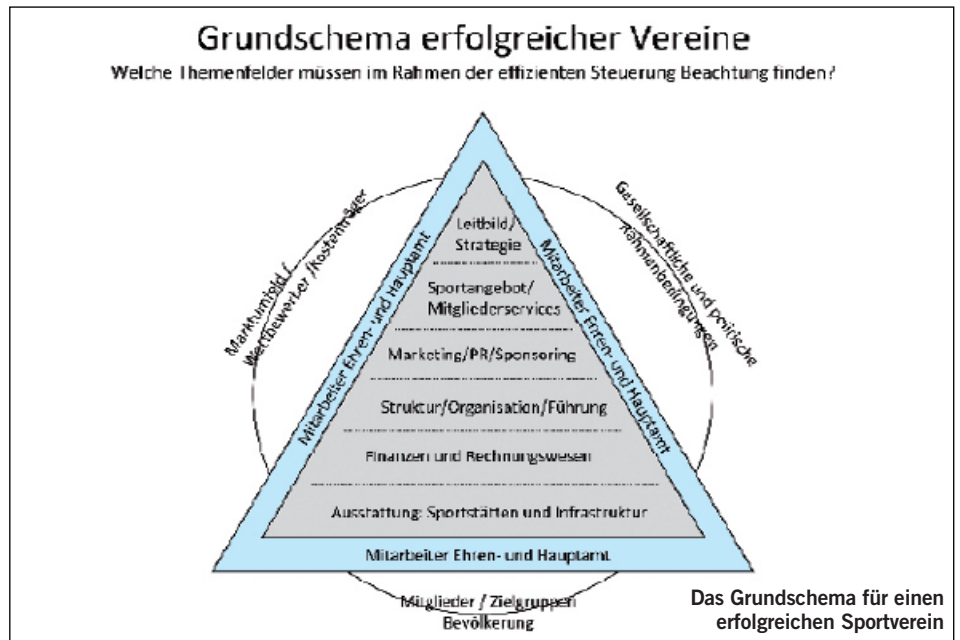 Grundschema erfolgreicher Vereine
Welche Themenfelder müssen im Rahmen der effizienten Steuerung Beachtung finden?
Marktumfeld /
Wettbewerber /Kostenträger
Gesellschaftliche und politische
Rahmenbedingungen
Mitarbeiter Ehren- und Hauptamt
Mitarbeiter Ehren- und Hauptamt
Leitbild/
Strategie
Sportangebot/
Mitgliederservices
Marketing/PR/Sponsoring
Struktur/Organisation/Führung
Finanzen und Rechnungswesen
Ausstattung: Sportstätten und Infrastruktur
Mitarbeiter Ehren- und Hauptamt
Mitglieder / Zielgruppen
Bevölkerung
Das Grundschema für einen
erfolgreichen Sportverein